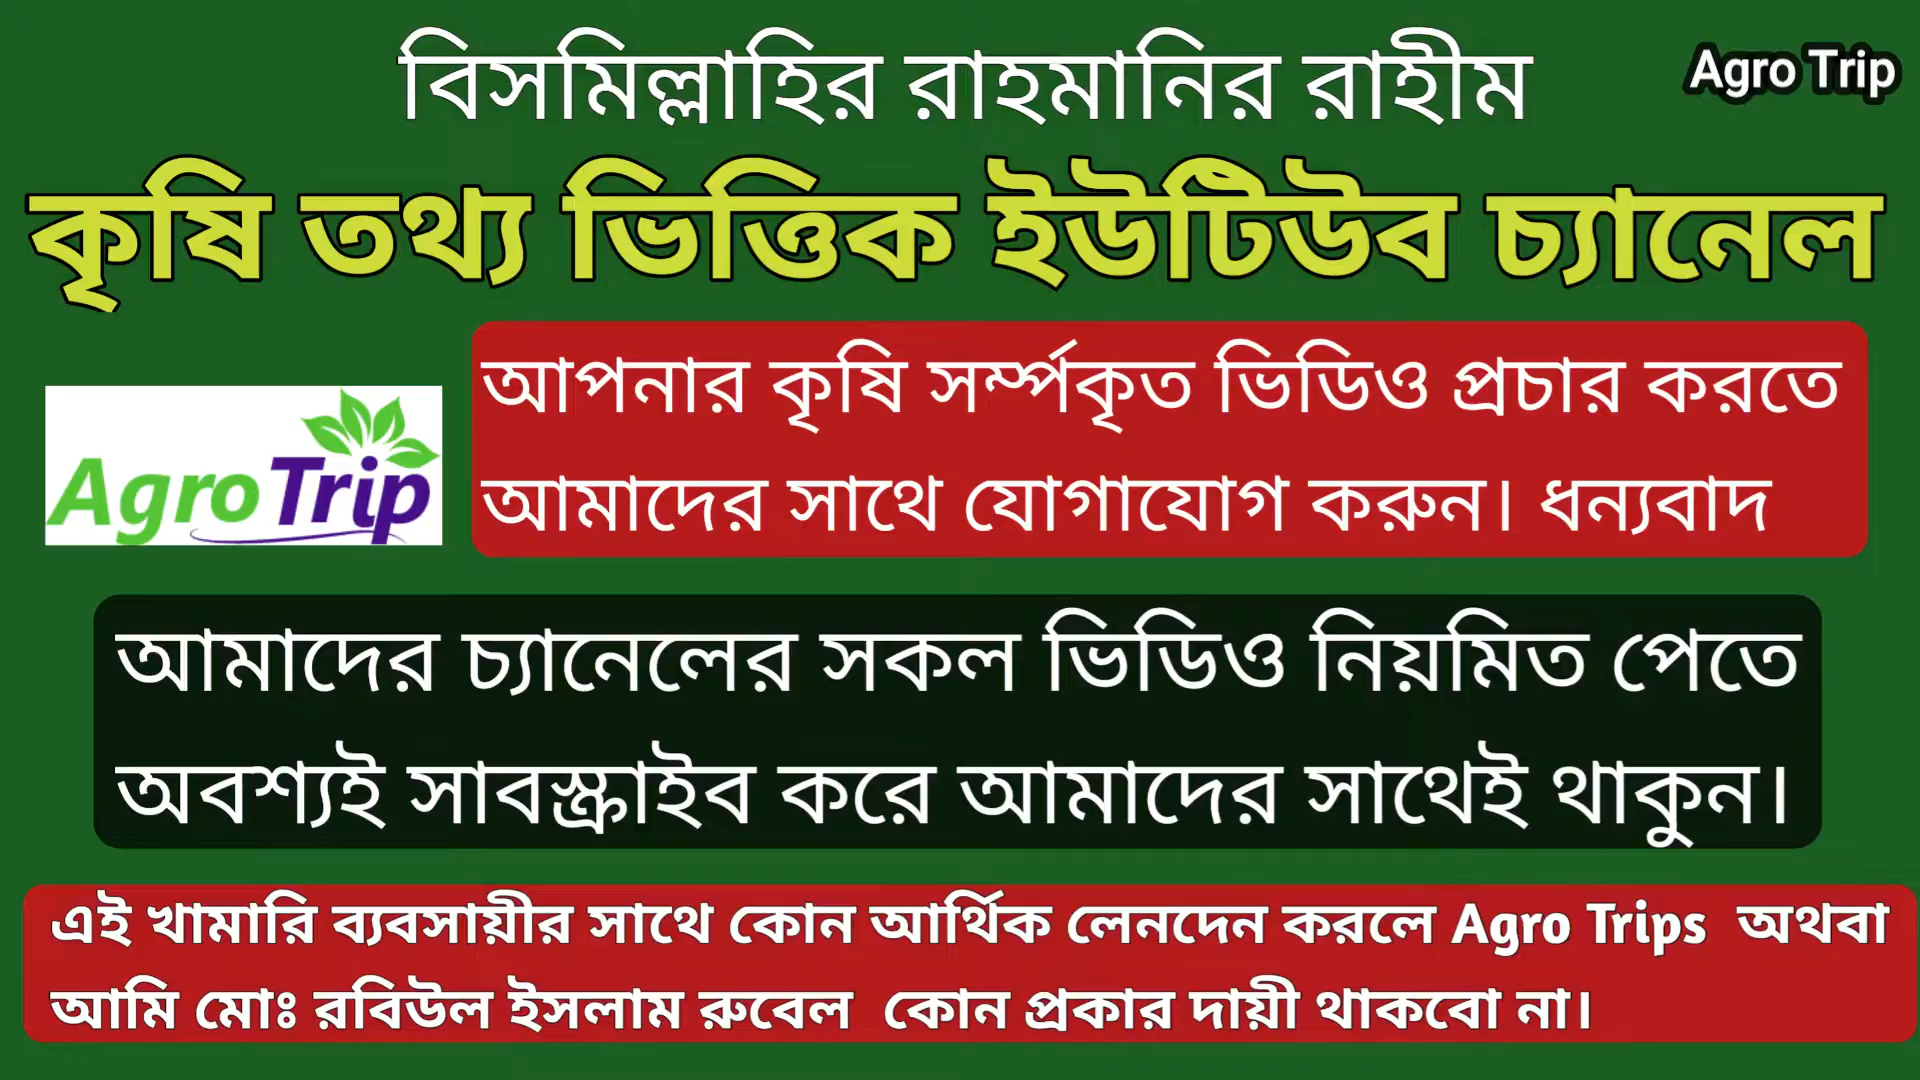 বিসমিল্লাহির রাহমানির রাহীম
Agro Trip
কৃষি তথ্য ভিত্তিক ইউটিউব চ্যানেল
Agro Trip
আপনার কৃষি সর্ম্পকৃত ভিডিও প্রচার করতে
আমাদের সাথে যোগাযোগ করুন। ধন্যবাদ
আমাদের চ্যানেলের সকল ভিডিও নিয়মিত পেতে
অবশ্যই সাবস্ক্রাইব করে আমাদের সাথেই থাকুন।
এই খামারি ব্যবসায়ীর সাথে কোন আর্থিক লেনদেন করলে Agro Trips অথবা
আমি মোঃ রবিউল ইসলাম রুবেল কোন প্রকার দায়ী থাকবো না।